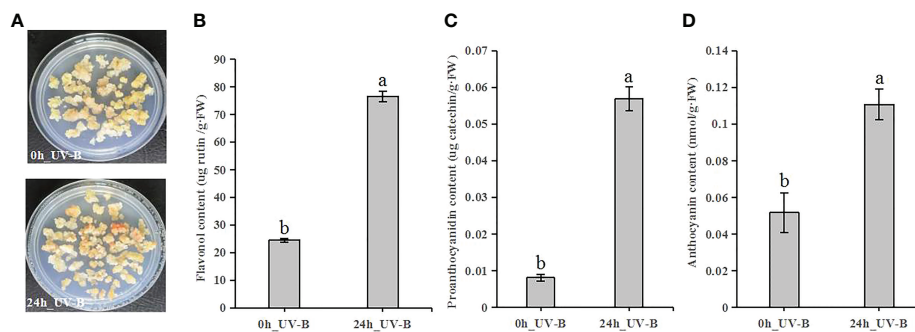 A
0h_UV-B
24h_UV-B
B
Flavonol content (ug rutin /g·FW)
90
80
70
60
50
40
30
20
10
0
b
a
0h_UV-B
24h_UV-B
C
Proanthocyanidin content (ug catechin/g·FW)
0.07
0.06
0.05
0.04
0.03
0.02
0.01
0
b
a
0h_UV-B
24h_UV-B
D
Anthocyanin content (nmol/g·FW)
0.14
0.12
0.1
0.08
0.06
0.04
0.02
0
b
a
0h_UV-B
24h_UV-B